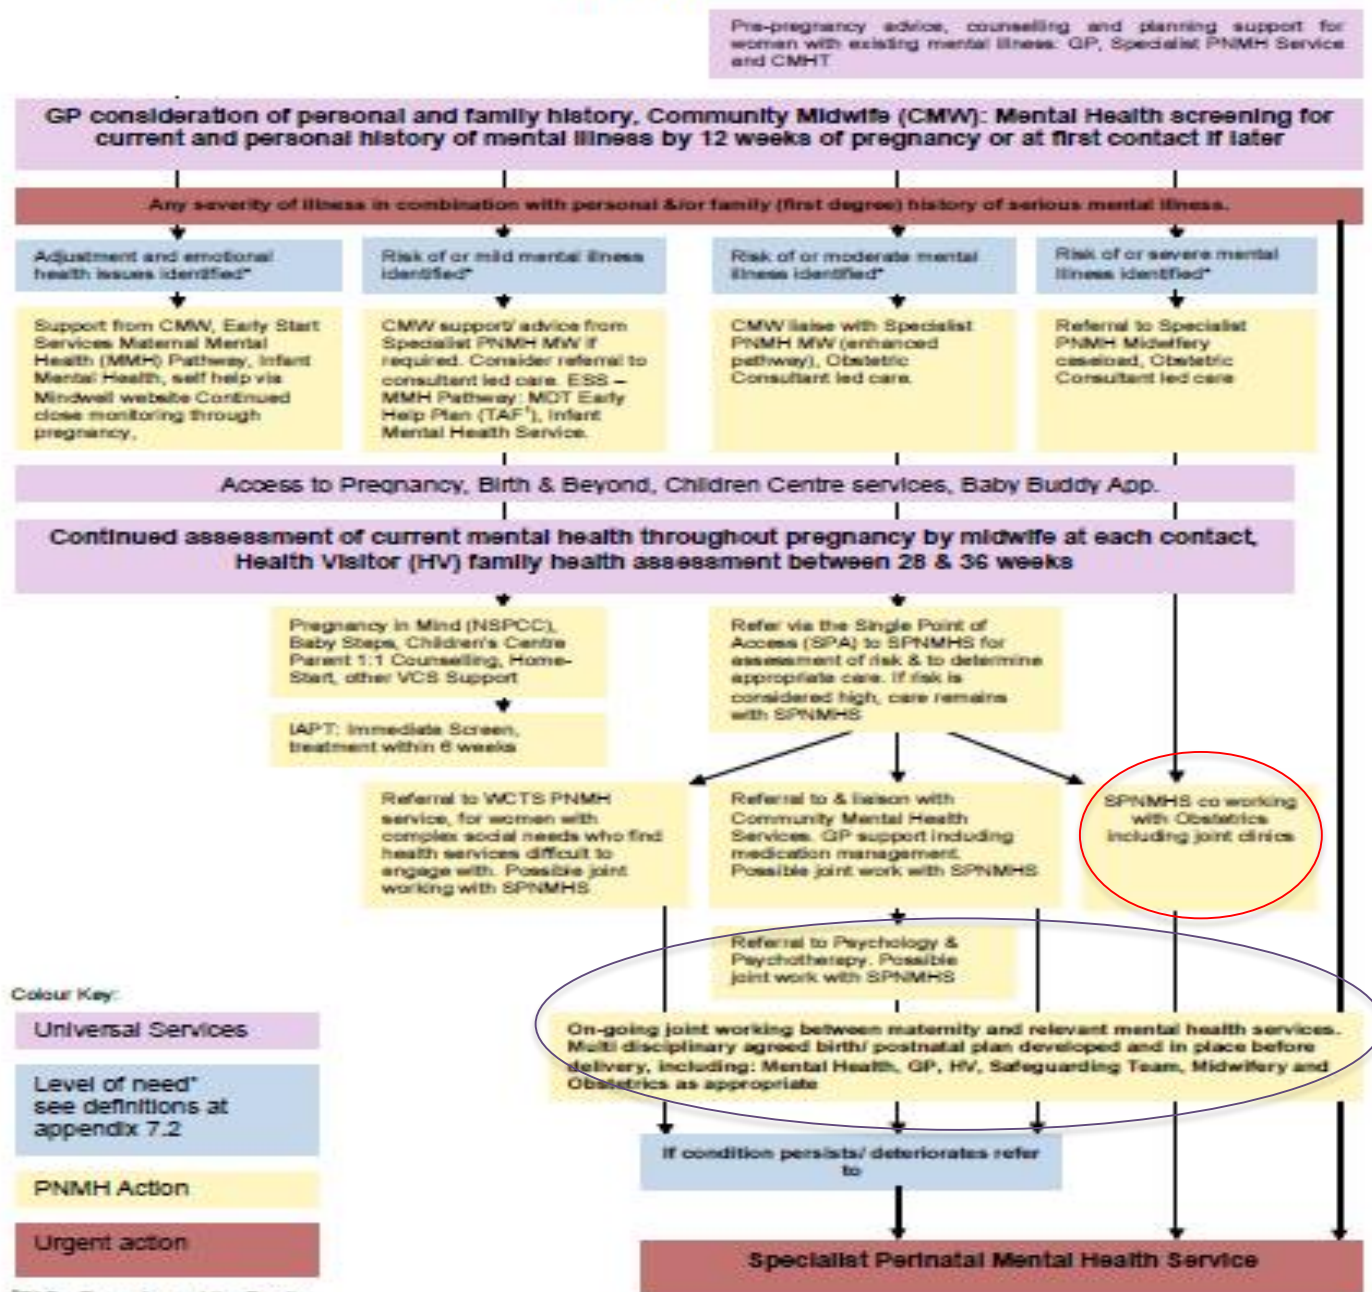 Pre-pregnancy advice, counselling and planning support for
women with existing mental illness: GP, Specialist PNMH Service
and CMHT
GP consideration of personal and family history, Community Midwife (CMW): Mental Health screening for
current and personal history of mental illness by 12 weeks of pregnancy or at first contact if later
Any severity of illness in combination with personal &/or family (first degree) history of serious mental illness.
Adjustment and emotional
health issues identified*
Risk of or mild mental illness
identified*
Risk of or moderate mental
illness identified*
Risk of or severe mental
illness identified*
Support from CMW, Early Start
Services Maternal Mental
Health (MMH) Pathway, Infant
Mental Health, self help via
Mindwell website Continued
close monitoring through
pregnancy,
CMW support/ advice from
Specialist PNMH MW if
required. Consider referral to
consultant led care. ESS –
MMH Pathway: MDT Early
Help Plan (TAF¹), Infant
Mental Health Service.
CMW liaise with Specialist
PNMH MW (enhanced
pathway), Obstetric
Consultant led care.
Referral to Specialist
PNMH Midwifery
caseload, Obstetric
Consultant led care
Access to Pregnancy, Birth & Beyond, Children Centre services, Baby Buddy App.
Continued assessment of current mental health throughout pregnancy by midwife at each contact,
Health Visitor (HV) family health assessment between 28 & 36 weeks
Pregnancy in Mind (NSPCC),
Baby Steps, Children's Centre
Parent 1:1 Counselling, Home-
Start, other VCS Support
Refer via the Single Point of
Access (SPA) to SPNMHS for
assessment of risk & to determine
appropriate care. If risk is
considered high, care remains
with SPNMHS
IAPT: Immediate Screen,
treatment within 6 weeks
Referral to WCTS PNMH
service, for women with
complex social needs who find
health services difficult to
engage with. Possible joint
working with SPNMHS
Referral to & liaison with
Community Mental Health
Services. GP support including
medication management.
Possible joint work with SPNMHS
SPNMHS co working
with Obstetrics
including joint clinics
Referral to Psychology &
Psychotherapy. Possible
joint work with SPNMHS
On-going joint working between maternity and relevant mental health services.
Multi disciplinary agreed birth/ postnatal plan developed and in place before
delivery, including: Mental Health, GP, HV, Safeguarding Team, Midwifery and
Obstetrics as appropriate
If condition persists/ deteriorates refer
to
Specialist Perinatal Mental Health Service
Colour Key:
Universal Services
Level of need*
see definitions at
appendix 7.2
PNMH Action
Urgent action